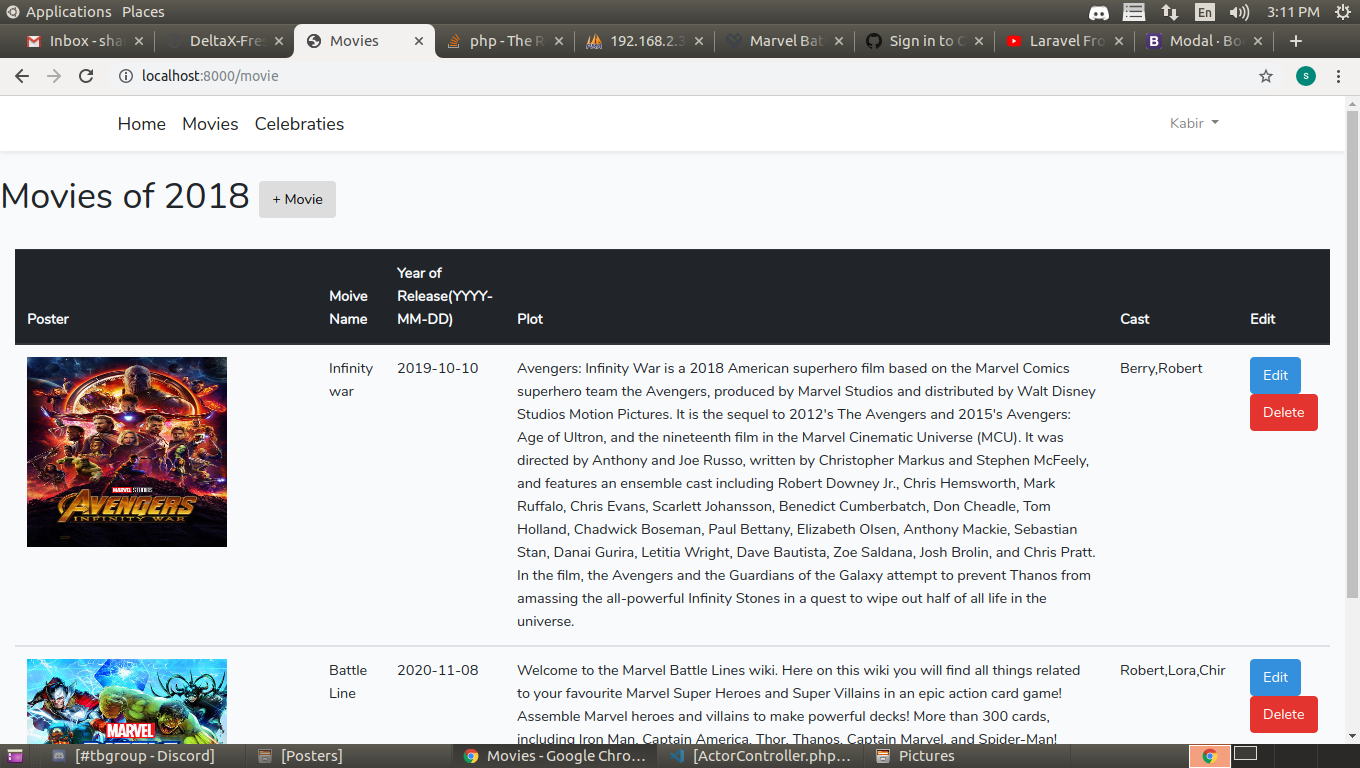 Applications Places
En 3:11 PM
Inbox - sha DeltaX-Fres Movies php - The R 192.168.2.3 Marvel Bat Sign in to C Laravel Fro B Modal · Bo
localhost:8000/movie
s
Home Movies Celebraties Kabir
Movies of 2018 + Movie
Poster Moive Name Year of Release(YYYY-MM-DD) Plot Cast Edit
MARVEL STUDIOS
AVENGERS
INFINITY WAR
Infinity
war
2019-10-10
Avengers: Infinity War is a 2018 American superhero film based on the Marvel Comics
superhero team the Avengers, produced by Marvel Studios and distributed by Walt Disney
Studios Motion Pictures. It is the sequel to 2012's The Avengers and 2015's Avengers:
Age of Ultron, and the nineteenth film in the Marvel Cinematic Universe (MCU). It was
directed by Anthony and Joe Russo, written by Christopher Markus and Stephen McFeely,
and features an ensemble cast including Robert Downey Jr., Chris Hemsworth, Mark
Ruffalo, Chris Evans, Scarlett Johansson, Benedict Cumberbatch, Don Cheadle, Tom
Holland, Chadwick Boseman, Paul Bettany, Elizabeth Olsen, Anthony Mackie, Sebastian
Stan, Danai Gurira, Letitia Wright, Dave Bautista, Zoe Saldana, Josh Brolin, and Chris Pratt.
In the film, the Avengers and the Guardians of the Galaxy attempt to prevent Thanos from
amassing the all-powerful Infinity Stones in a quest to wipe out half of all life in the
universe.
Berry,Robert
Edit
Delete
MARVEL
Battle
Line
2020-11-08
Welcome to the Marvel Battle Lines wiki. Here on this wiki you will find all things related
to your favourite Marvel Super Heroes and Super Villains in an epic action card game!
Assemble Marvel heroes and villains to make powerful decks! More than 300 cards,
including Iron Man, Captain America, Thor, Thanos, Captain Marvel, and Spider-Man!
Robert,Lora,Chir
Edit
Delete
[#tbgroup - Discord] [Posters] Movies - Google Chro... [ActorController.php... Pictures